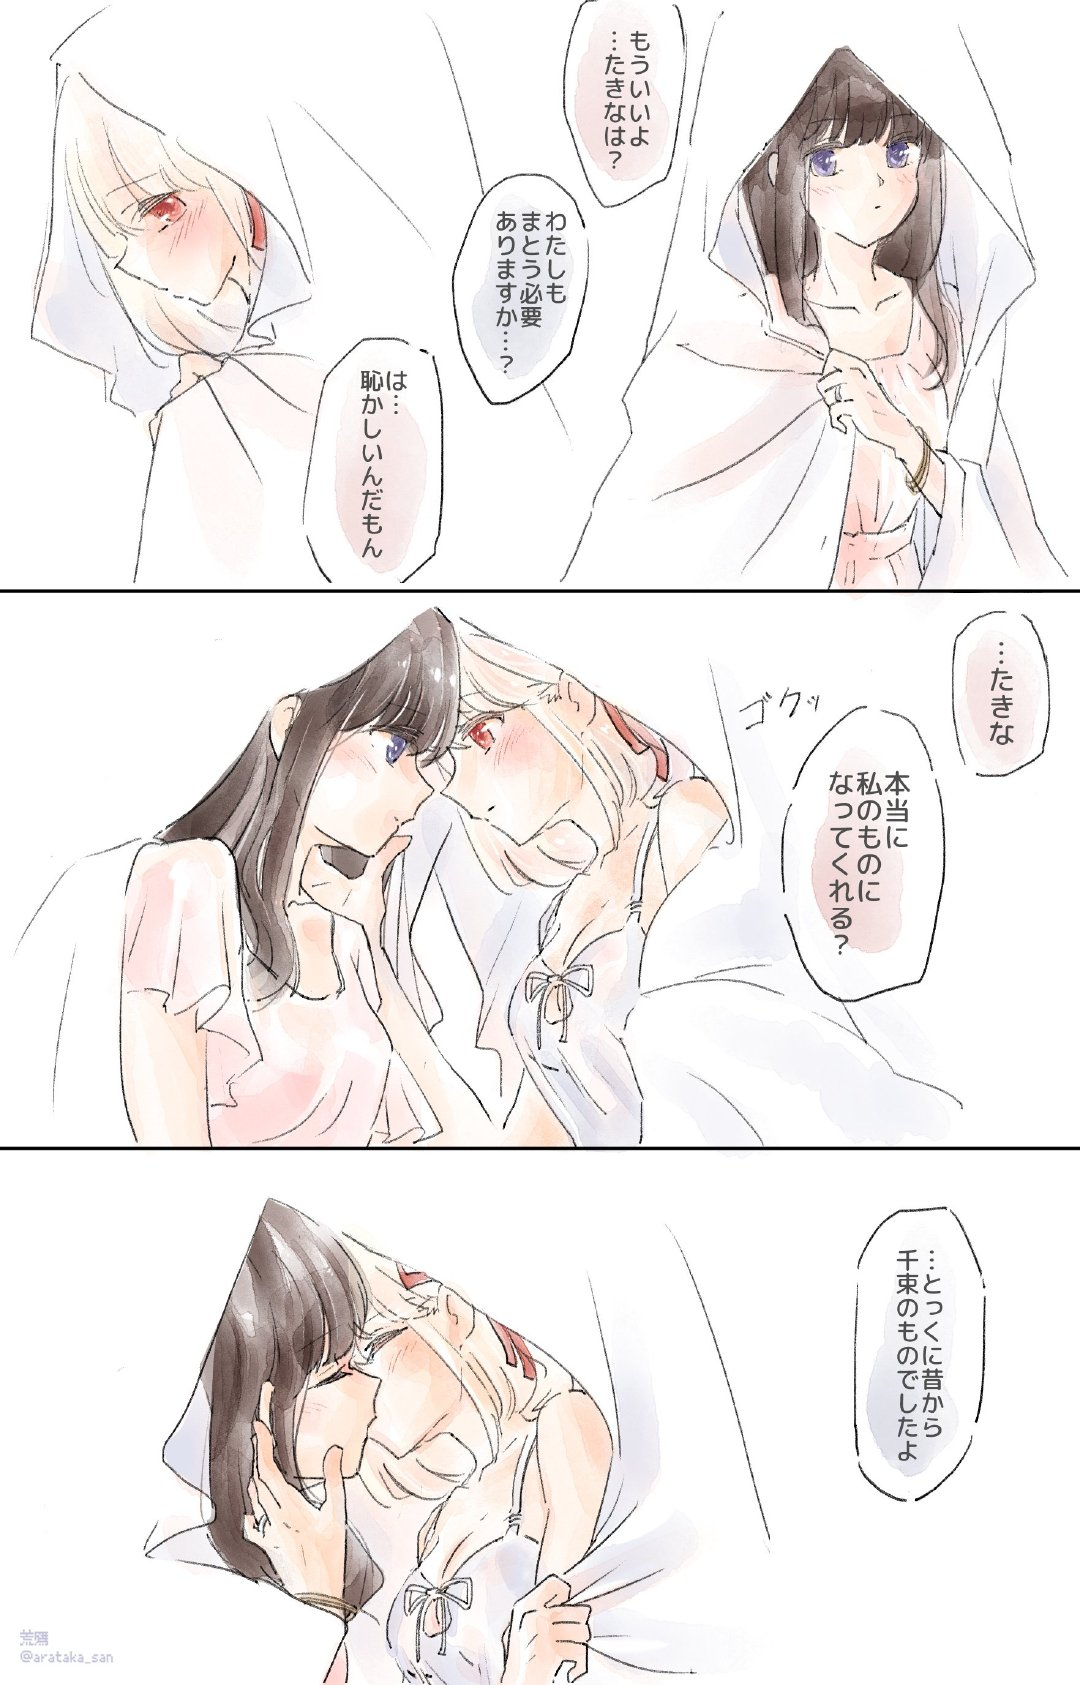 もういいよ
…たきなは？
わたしも
まとう必要
ありますか…？
は…
恥かしいんだもん
…たきな
ゴクッ
本当に
私のものに
なってくれる？
…とっくに昔から
千束のものでしたよ
@arataka_san